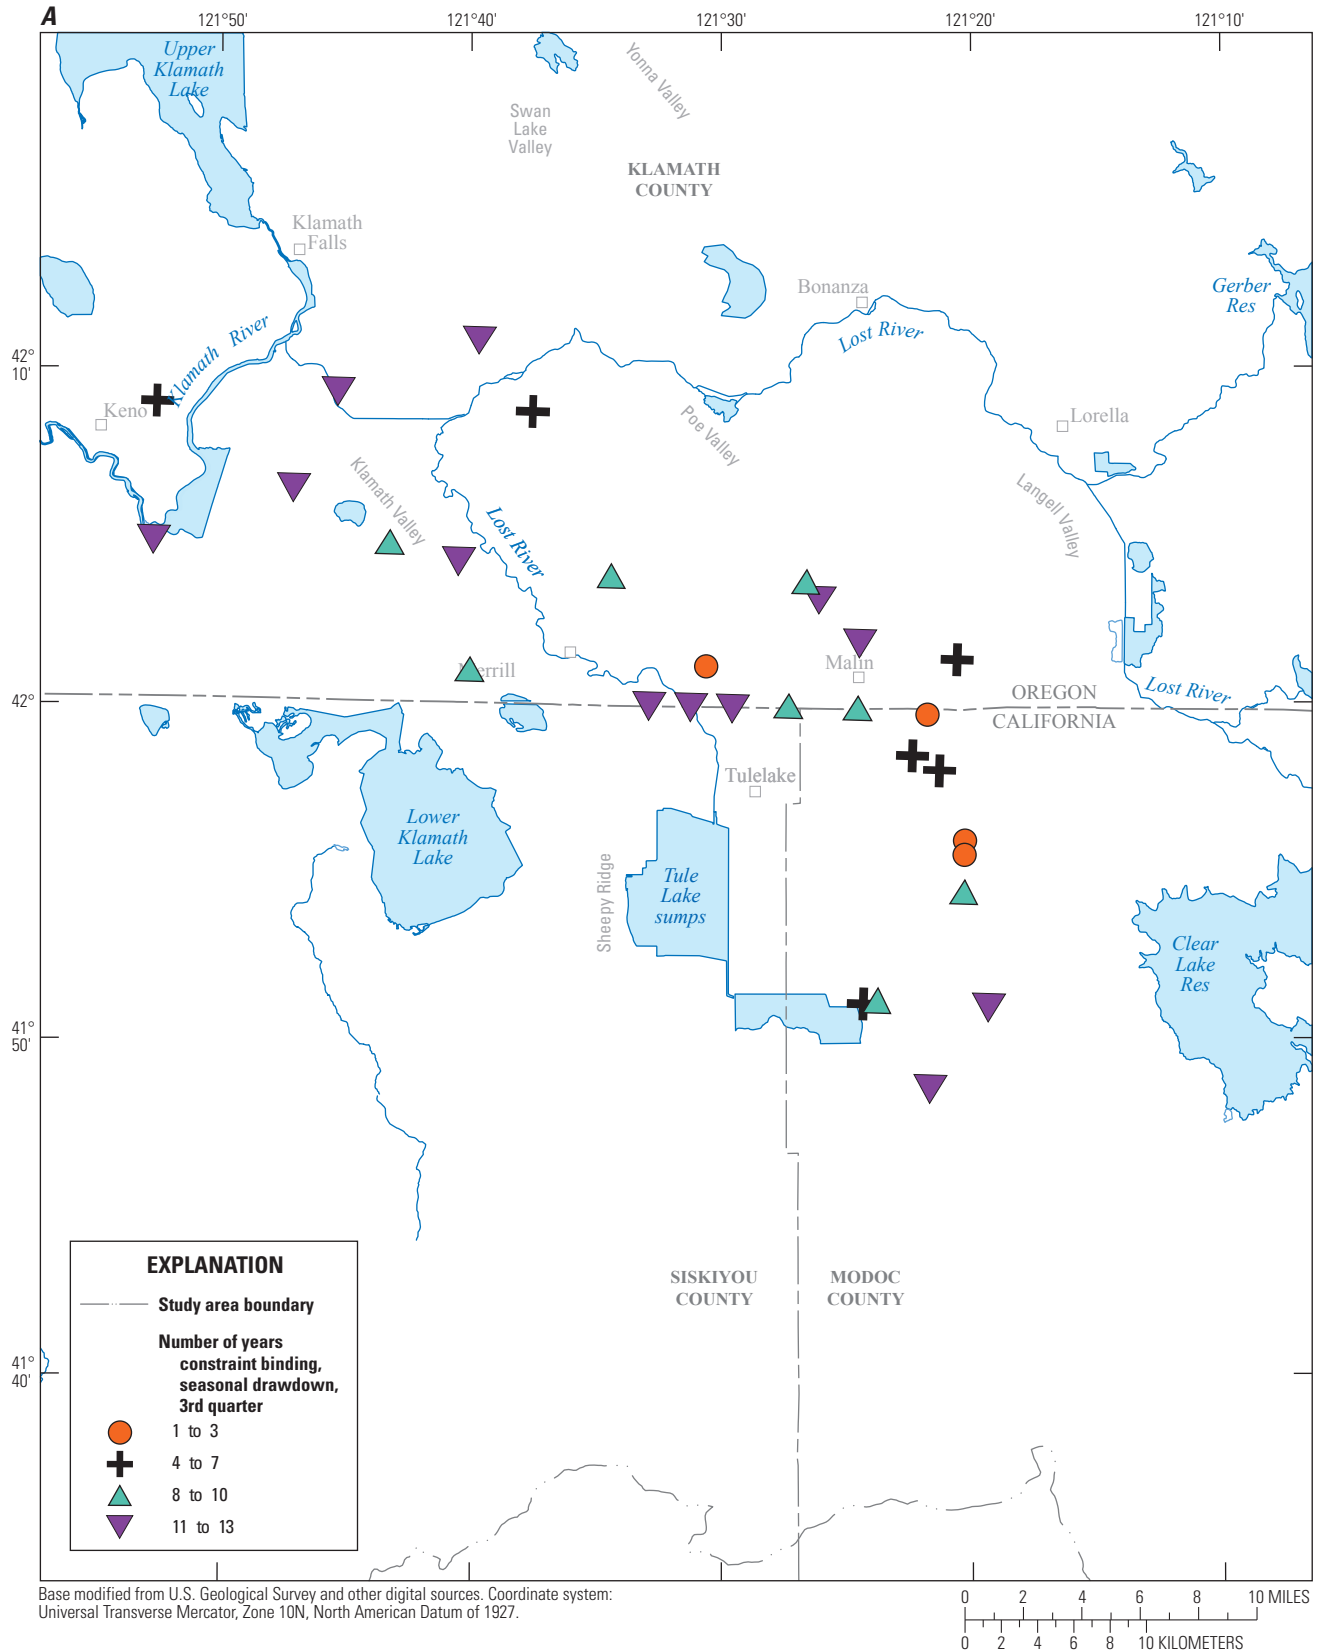 A
121°50'
121°40'
121°30'
121°20'
121°10'
Upper
Klamath
Lake
Yonna Valley
Swan
Lake
Valley
KLAMATH
COUNTY
Klamath
Falls
Gerber
Res
Bonanza
Lost River
Klamath River
42°
10'
Keno
Poe Valley
Lorella
Klamath Valley
Langell Valley
Lost River
Merrill
Malin
42°
OREGON
CALIFORNIA
Lost River
Tulelake
Lower
Klamath
Lake
Sheepy Ridge
Tule
Lake
sumps
Clear
Lake
Res
41°
50'
SISKIYOU
COUNTY
MODOC
COUNTY
41°
40'
EXPLANATION
Study area boundary
Number of years
constraint binding,
seasonal drawdown,
3rd quarter
1 to 3
4 to 7
8 to 10
11 to 13
Base modified from U.S. Geological Survey and other digital sources. Coordinate system:
Universal Transverse Mercator, Zone 10N, North American Datum of 1927.
0 2 4 6 8 10 MILES
0 2 4 6 8 10 KILOMETERS